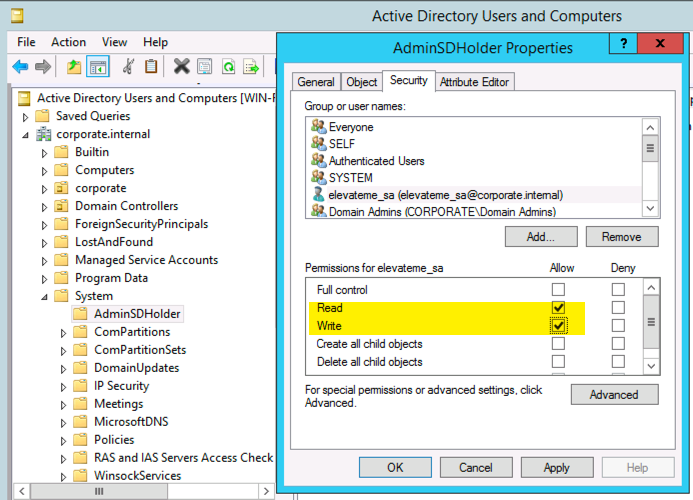 Active Directory Users and Computers
File Action View Help
Active Directory Users and Computers [WIN-
Saved Queries
corporate.internal
Builtin
Computers
corporate
Domain Controllers
ForeignSecurityPrincipals
LostAndFound
Managed Service Accounts
Program Data
System
AdminSDHolder
ComPartitions
ComPartitionSets
DomainUpdates
IP Security
Meetings
MicrosoftDNS
Policies
RAS and IAS Servers Access Check
WinsockServices
AdminSDHolder Properties
? x
General Object Security Attribute Editor
Group or user names:
Everyone
SELF
Authenticated Users
SYSTEM
elevateme_sa (elevateme_sa@corporate.internal)
Domain Admins (CORPORATE\Domain Admins)
Add... Remove
Permissions for elevateme_sa Allow Deny
Full control
Read
Write
Create all child objects
Delete all child objects
For special permissions or advanced settings, click
Advanced.
Advanced
OK Cancel Apply Help